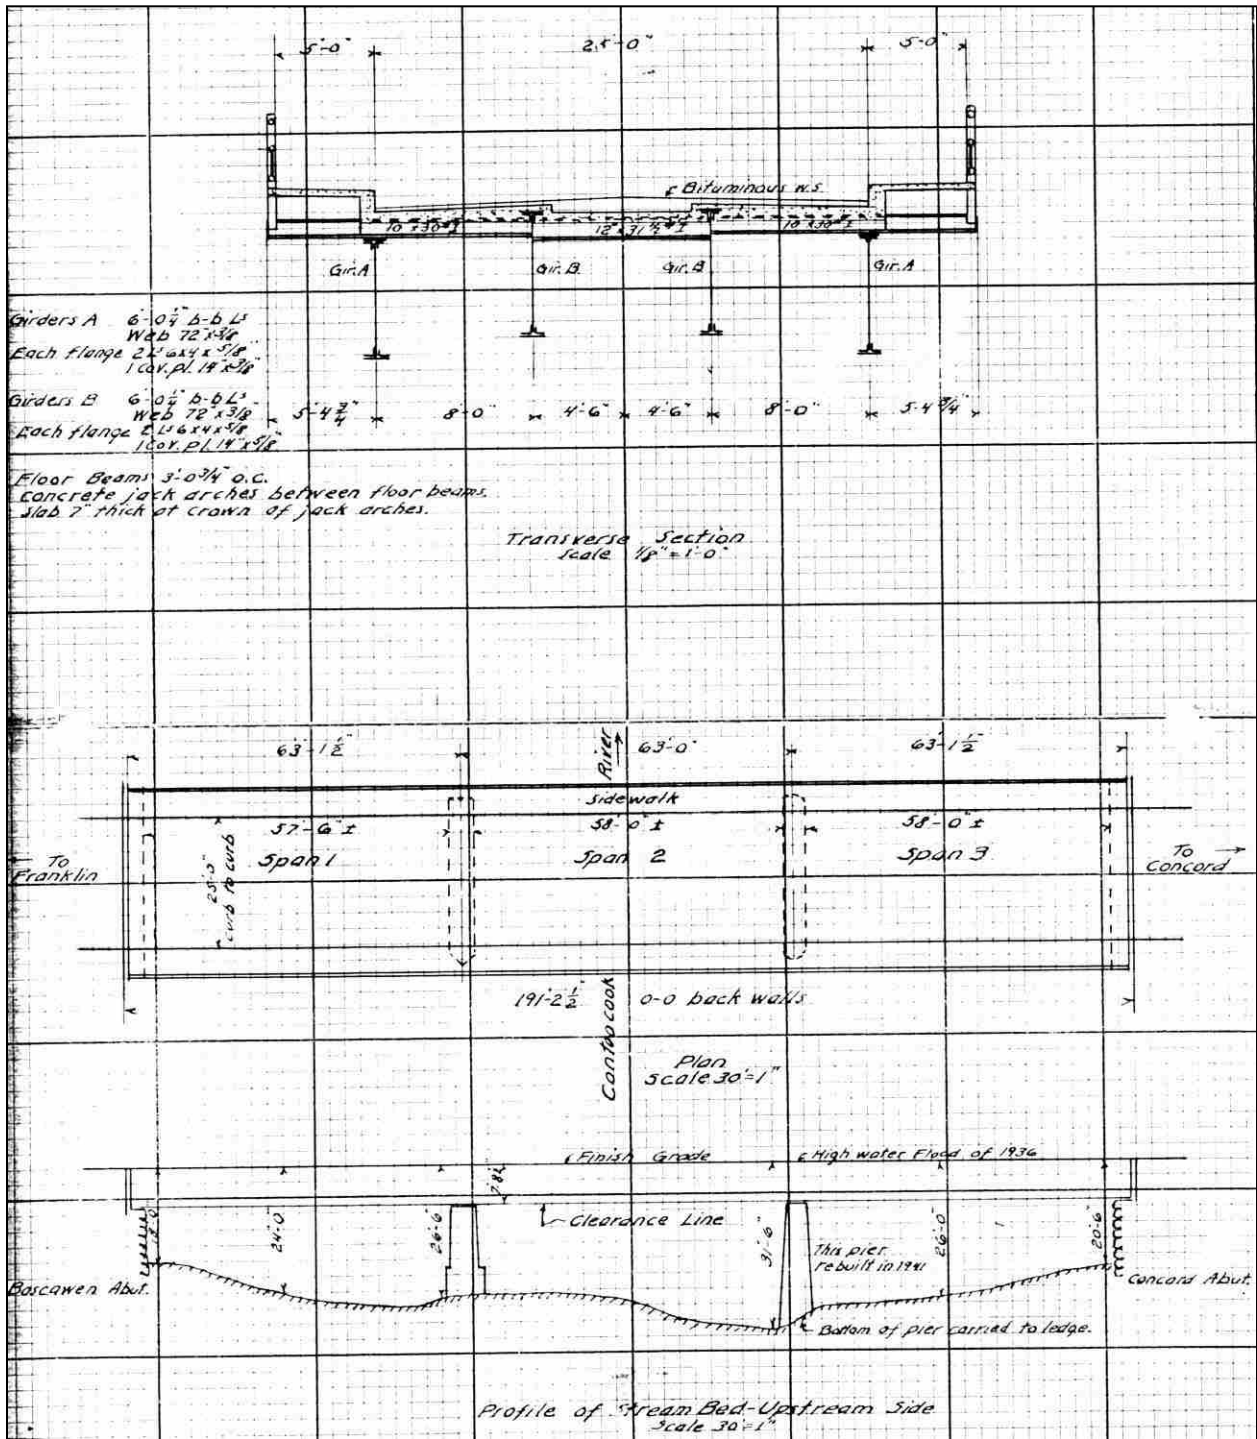 5'-0" 25'-0" 5'-0"
Bituminous w.s.
10"x30# I 12"x31½# I 10"x30# I
Gir. A Gir. B Gir. B Gir. A
Girders A 6'-0¼" b-b Ls
Web 72"x3/8"
Each flange 2 Ls 6x4x5/8"
1 Cov. pl. 14"x3/8"
Girders B 6'-0¼" b-b Ls
Web 72"x3/8"
Each flange 2 Ls 6x4x5/8
1 Cov. pl. 14"x5/8"
5'-4¾" 8'-0" 4'-6" 4'-6" 8'-0" 5'-4¾"
Floor Beams 3'-0¾" o.c.
Concrete jack arches between floor beams.
Slab 7" thick at crown of jack arches.
Transverse Section
Scale 1/8" = 1'-0"
63'-1½" 63'-0" 63'-1½"
River
Sidewalk
57'-6" ± 58'-0" ± 58'-0" ±
Span 1 Span 2 Span 3
To Franklin
25'-0"
curb to curb
To Concord
191'-2½" 0-0 back walls
Contoocook
Plan
Scale 30'=1"
Finish Grade
High water Flood of 1936
7.8±
24'-0" 26'-6" 31'-6" 26'-0" 20'-6"
Clearance Line
This pier
rebuilt in 1941
Boscawen Abut.
Concord Abut.
Bottom of pier carried to ledge.
Profile of Stream Bed-Upstream Side
Scale 30'=1"